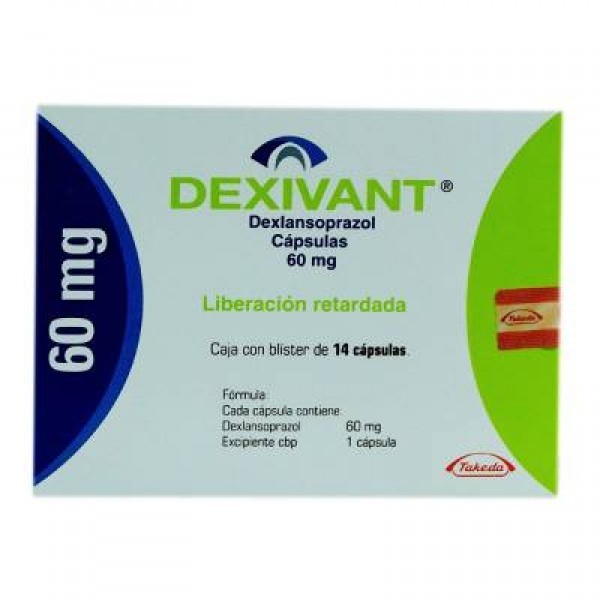 60 mg
DEXIVANT®
Dexlansoprazol
Cápsulas
60 mg
Liberación retardada
Caja con blíster de 14 cápsulas.
Fórmula:
Cada cápsula contiene:
Dexlansoprazol 60 mg
Excipiente cbp 1 cápsula
Takeda
Takeda